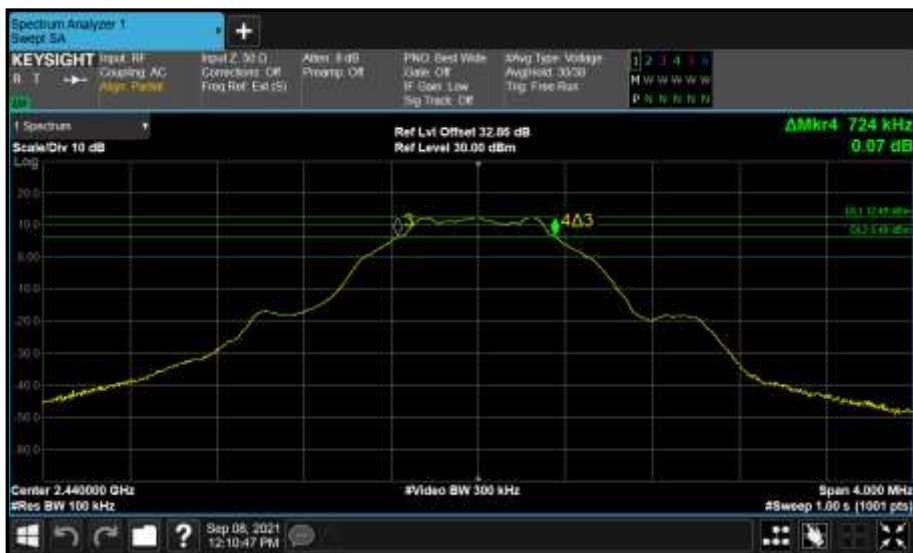 Spectrum Analyzer 1
Swept SA
+
KEYSIGHT
R T
Input: RF
Coupling: AC
Align: Partial
Input Z: 50 Ω
Corrections: Off
Freq Ref: Ext (S)
Atten: 8 dB
Preamp: Off
PNO: Best Wide
Gate: Off
IF Gain: Low
Sig Track: Off
#Avg Type: Voltage
Avg|Hold: 30/30
Trig: Free Run
1 2 3 4 5 6
M W W W W W
P N N N N N
1 Spectrum
Scale/Div 10 dB
Log
Ref Lvl Offset 32.86 dB
Ref Level 30.00 dBm
ΔMkr4 724 kHz
0.07 dB
20.0
10.0
0.00
-10.0
-20.0
-30.0
-40.0
-50.0
-60.0
3
4Δ3
Center 2.440000 GHz
#Res BW 100 kHz
#Video BW 300 kHz
Span 4.000 MHz
#Sweep 1.00 s (1001 pts)
?
Sep 08, 2021
12:10:47 PM